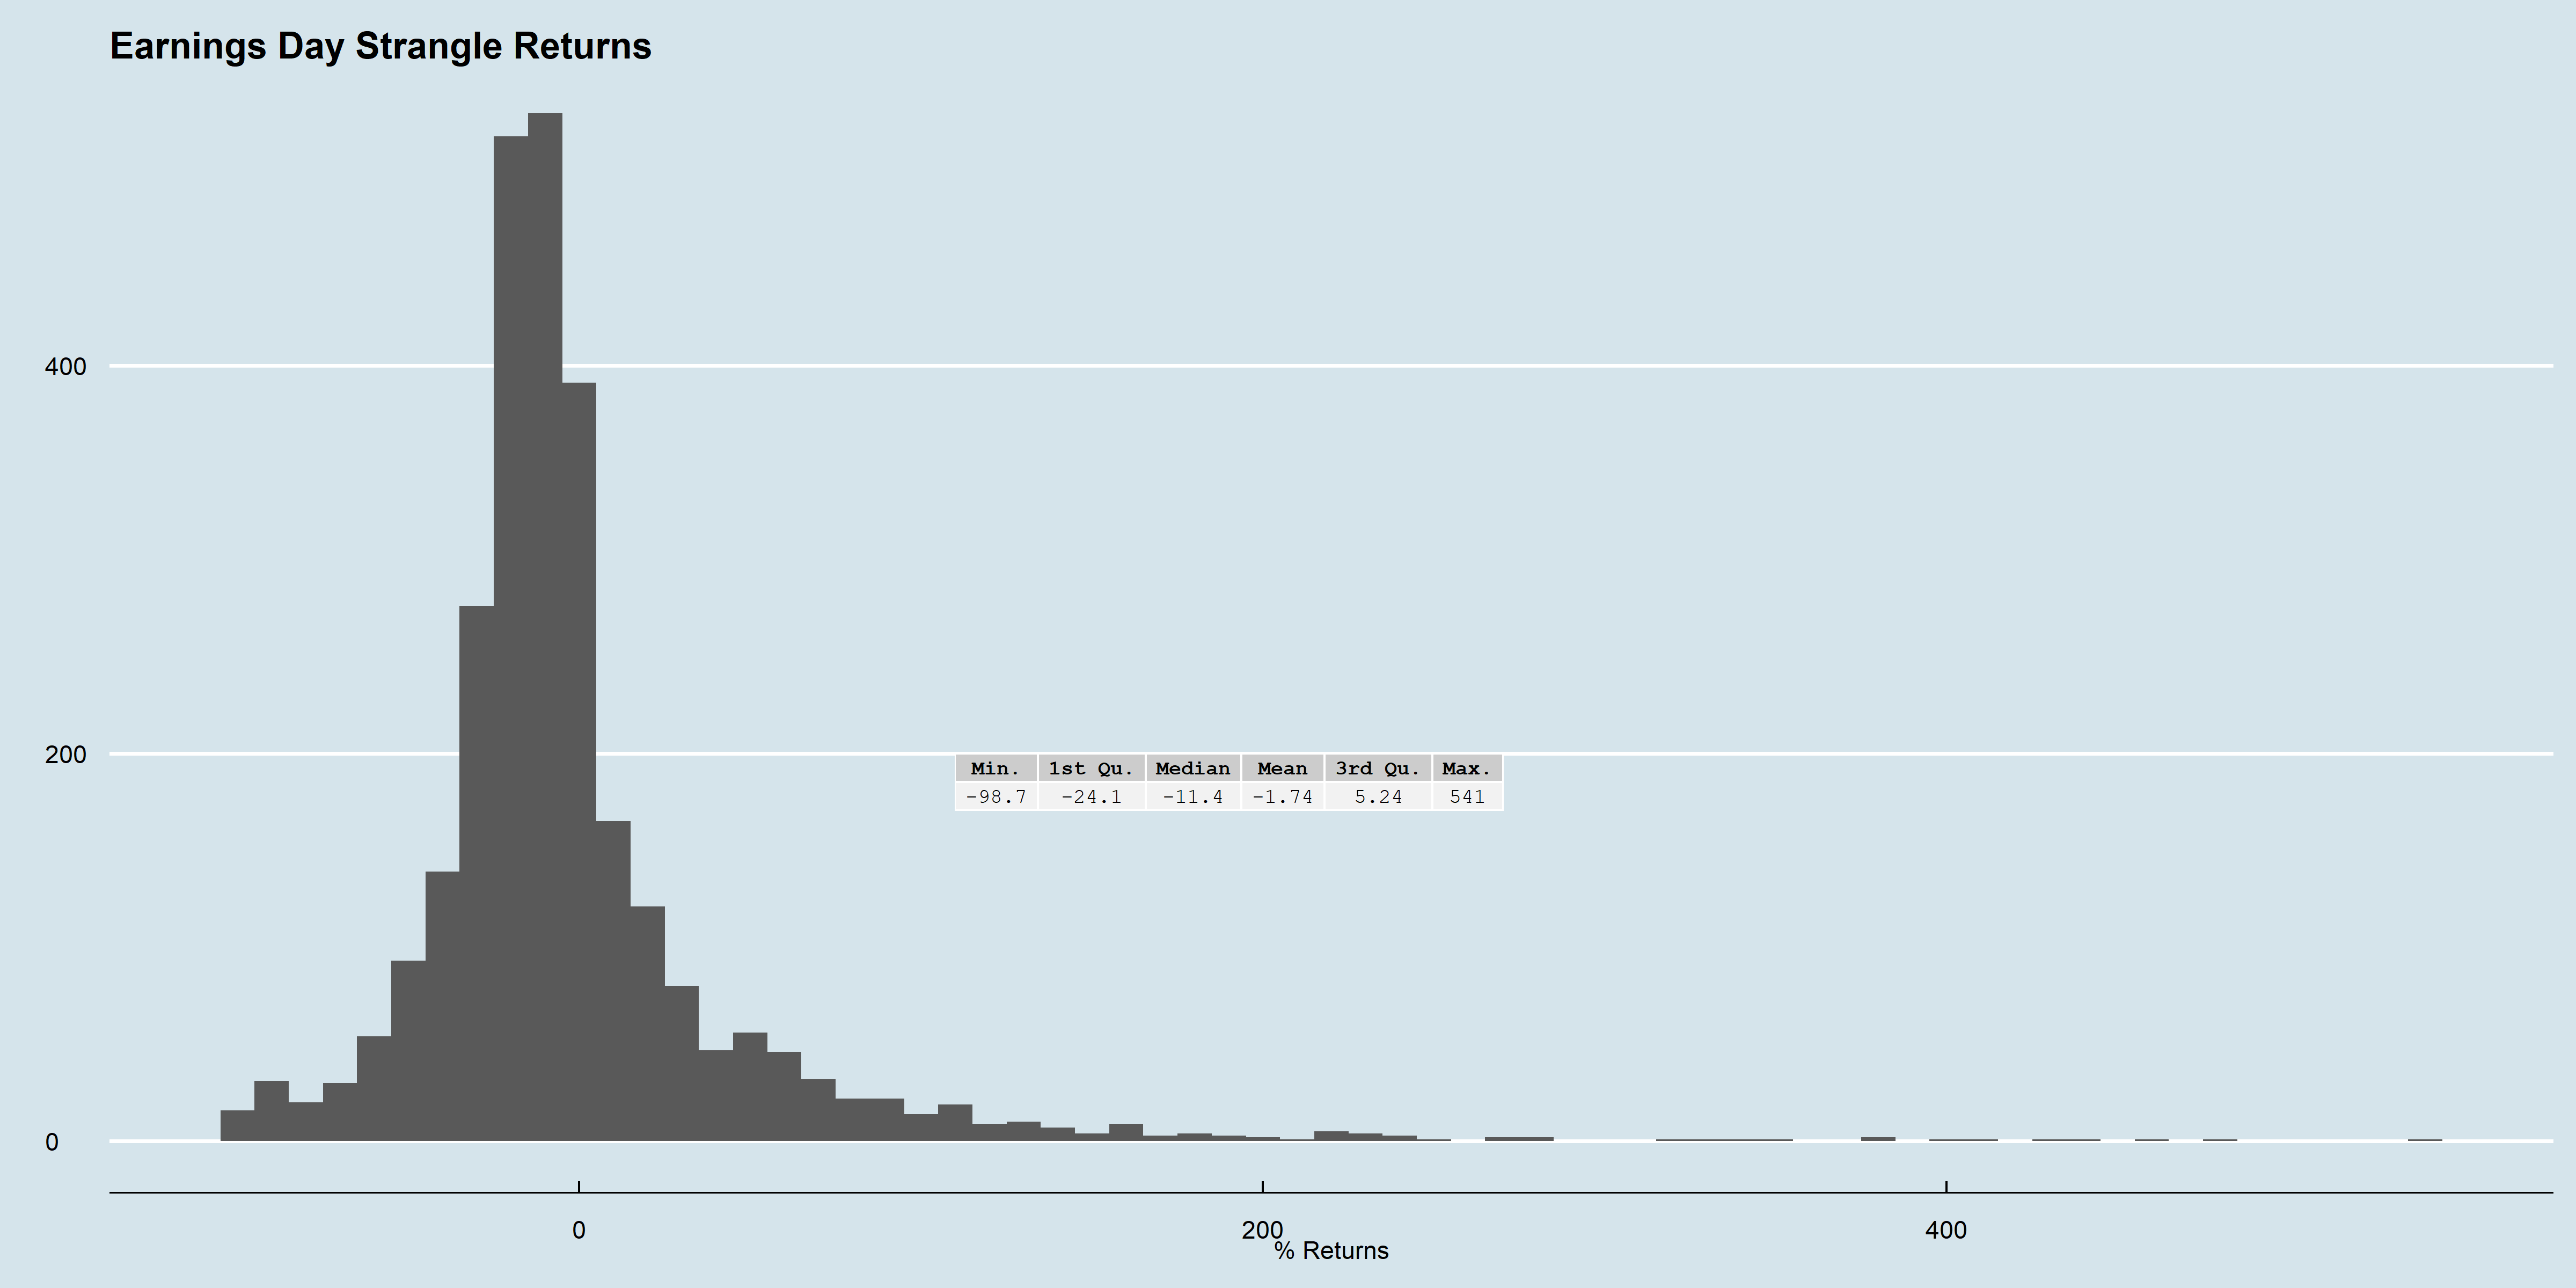 Earnings Day Strangle Returns
400
200
Min. 1st Qu. Median Mean 3rd Qu. Max.
-98.7 -24.1 -11.4 -1.74 5.24 541
0
0 200 400
% Returns